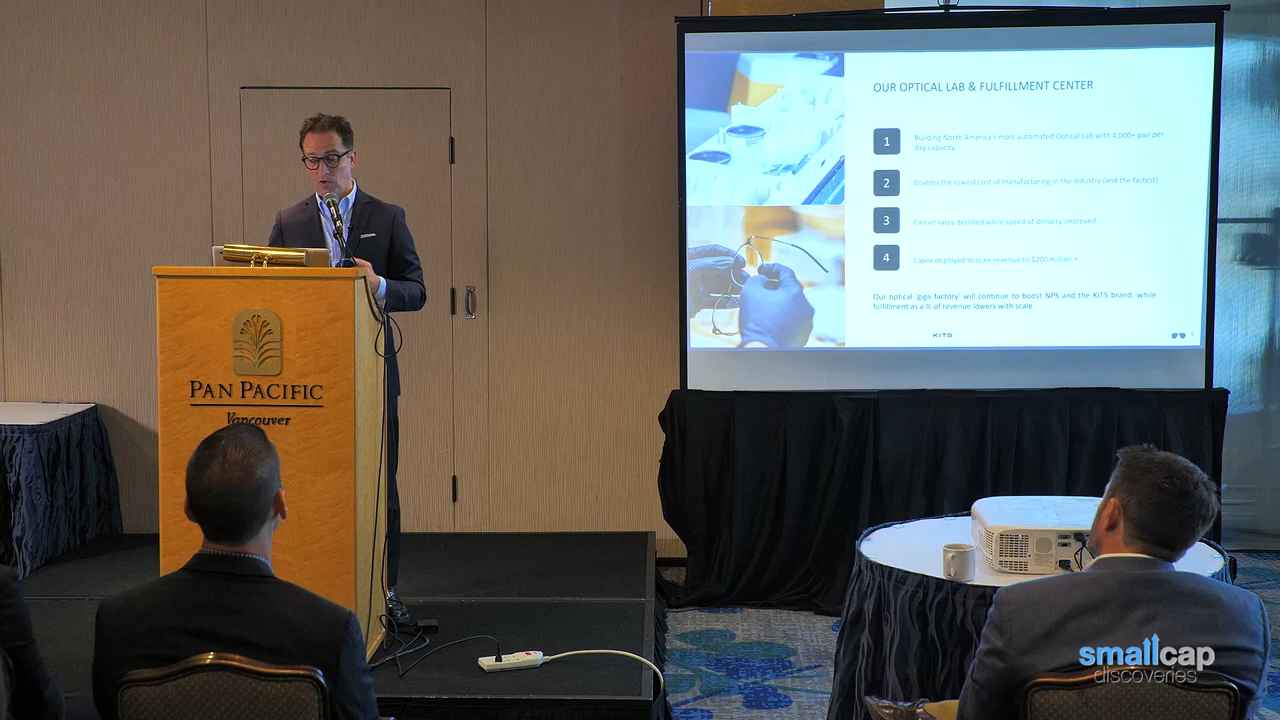 OUR OPTICAL LAB & FULFILLMENT CENTER
1
Building North America's most automated Optical Lab with 4,000+ pair per
day capacity
2
Enables the lowest cost of manufacturing in the industry (and the fastest)
3
Carrier rates declined while speed of delivery improved
4
Capex deployed to scale revenue to $200 million +
Our optical 'giga factory' will continue to boost NPS and the KITS brand, while
fulfillment as a % of revenue lowers with scale
KITS
PAN PACIFIC
Vancouver
smallcap
discoveries